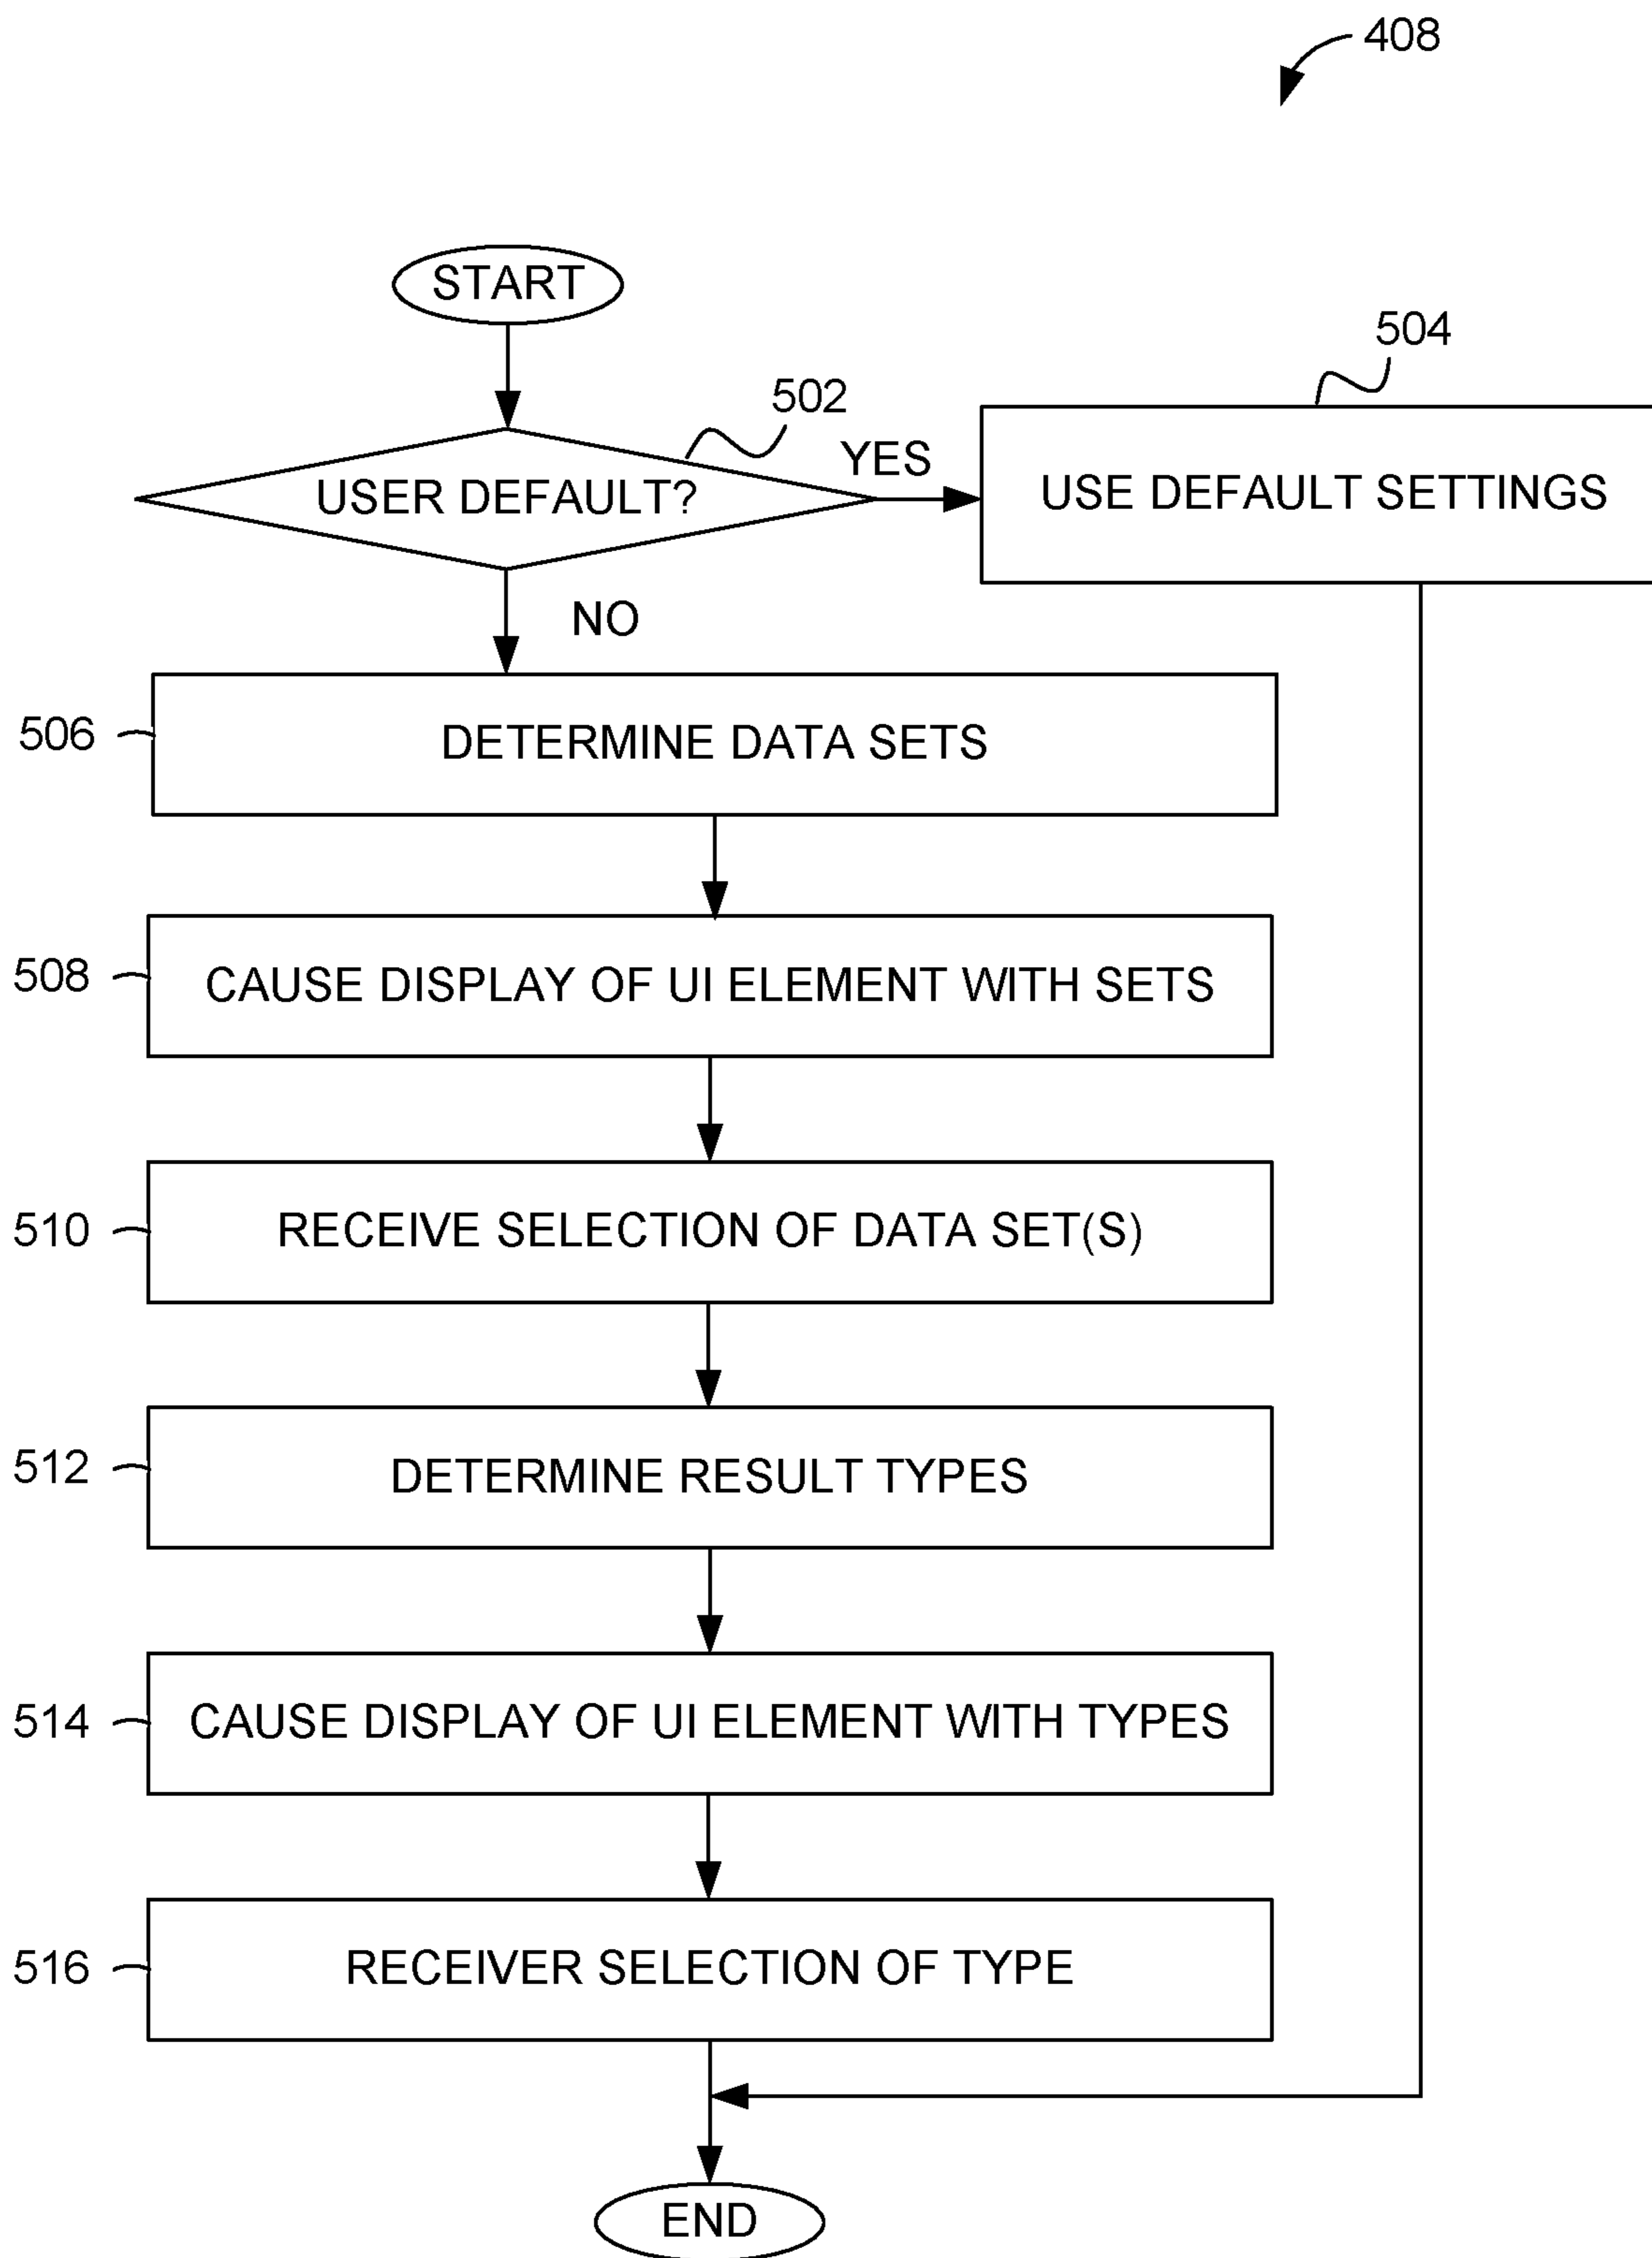 408
START
504
502
YES
USER DEFAULT?
USE DEFAULT SETTINGS
NO
506
DETERMINE DATA SETS
508
CAUSE DISPLAY OF UI ELEMENT WITH SETS
510
RECEIVE SELECTION OF DATA SET(S)
512
DETERMINE RESULT TYPES
514
CAUSE DISPLAY OF UI ELEMENT WITH TYPES
516
RECEIVER SELECTION OF TYPE
END